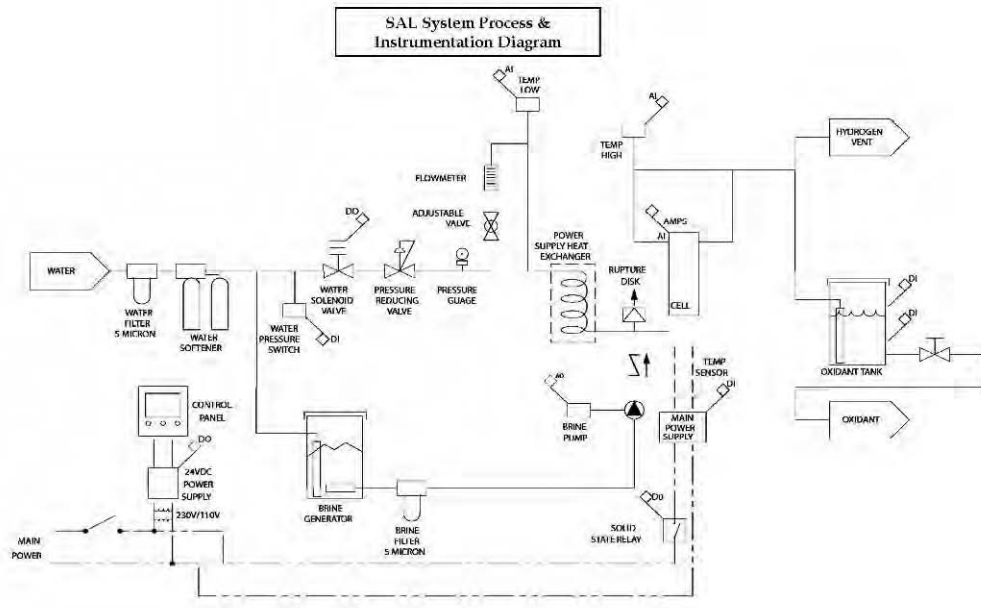 SAL System Process &
Instrumentation Diagram
AI
TEMP
LOW
AI
TEMP
HIGH
HYDROGEN
VENT
FLOWMETER
ADJUSTABLE
VALVE
DO
AMPS
AI
POWER
SUPPLY HEAT
EXCHANGER
RUPTURE
DISK
CELL
WATER
WATER
FILTER
5 MICRON
WATER
SOFTENER
WATER
PRESSURE
SWITCH
DI
WATER
SOLENOID
VALVE
PRESSURE
REDUCING
VALVE
PRESSURE
GUAGE
DI
DI
OXIDANT TANK
TEMP
SENSOR
DI
CONTROL
PANEL
DO
24VDC
POWER
SUPPLY
230V/110V
AO
BRINE
PUMP
MAIN
POWER
SUPPLY
OXIDANT
BRINE
GENERATOR
BRINE
FILTER
5 MICRON
DO
SOLID
STATE RELAY
MAIN
POWER